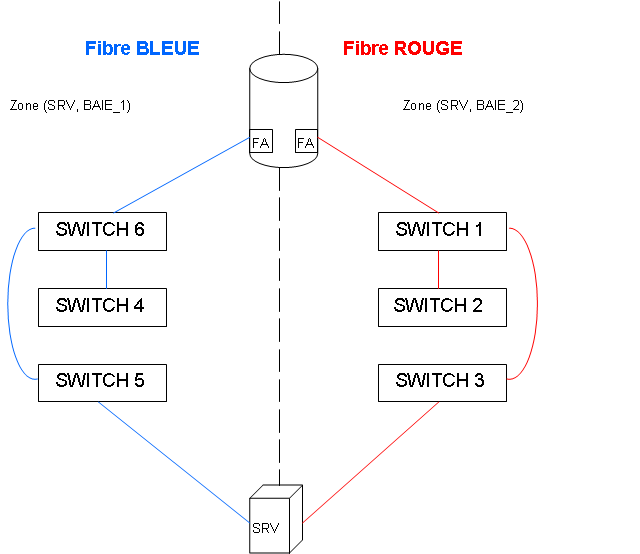 Fibre BLEUE
Fibre ROUGE
Zone (SRV, BAIE_1)
Zone (SRV, BAIE_2)
FA
FA
SWITCH 6
SWITCH 1
SWITCH 4
SWITCH 2
SWITCH 5
SWITCH 3
SRV